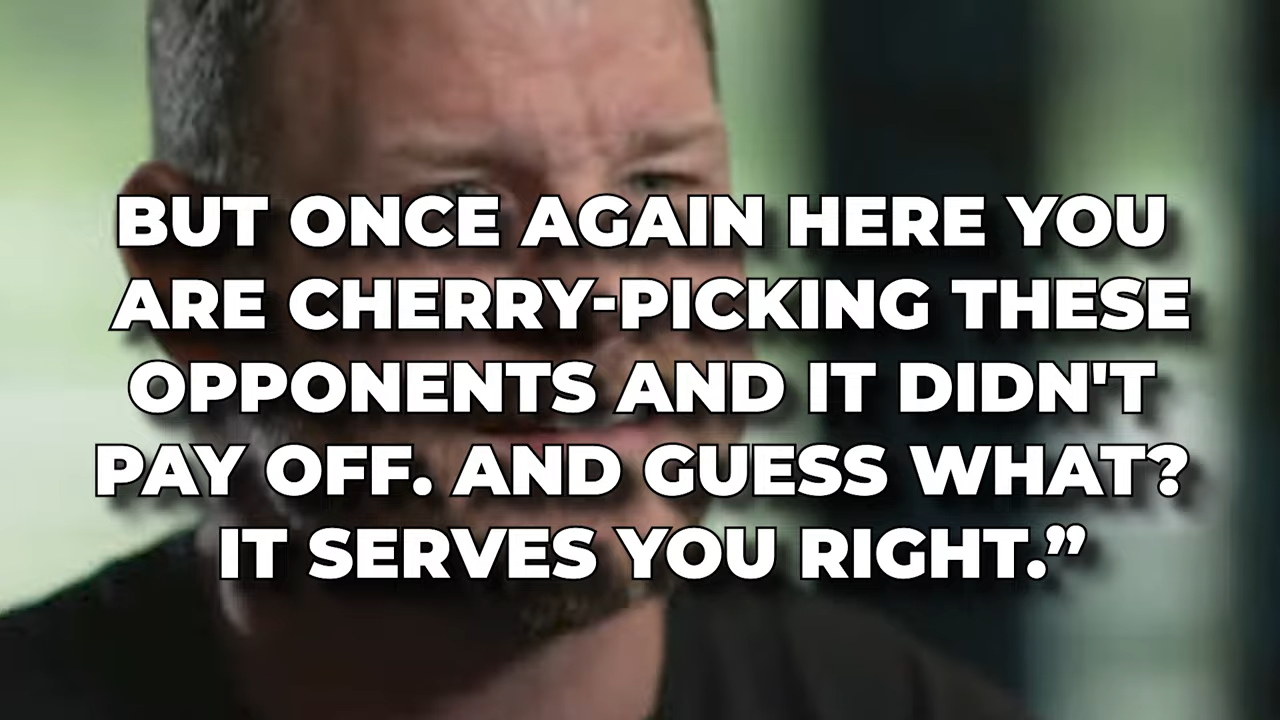 BUT ONCE AGAIN HERE YOU
ARE CHERRY-PICKING THESE
OPPONENTS AND IT DIDN'T
PAY OFF. AND GUESS WHAT?
IT SERVES YOU RIGHT.”